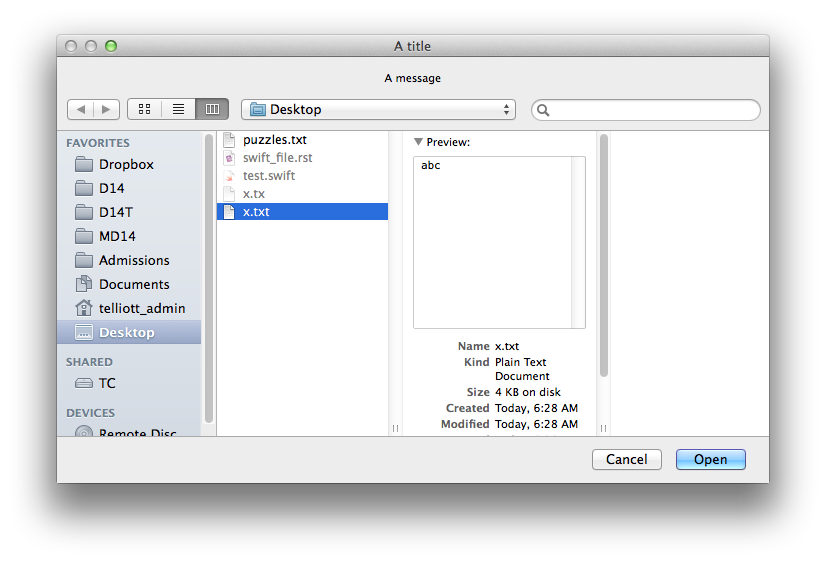 A title
A message
Desktop
FAVORITES
Dropbox
D14
D14T
MD14
Admissions
Documents
telliott_admin
Desktop
SHARED
TC
DEVICES
Remote Disc
puzzles.txt
swift_file.rst
test.swift
x.tx
x.txt
Preview:
abc
Name x.txt
Kind Plain Text
Document
Size 4 KB on disk
Created Today, 6:28 AM
Modified Today, 6:28 AM
Cancel
Open